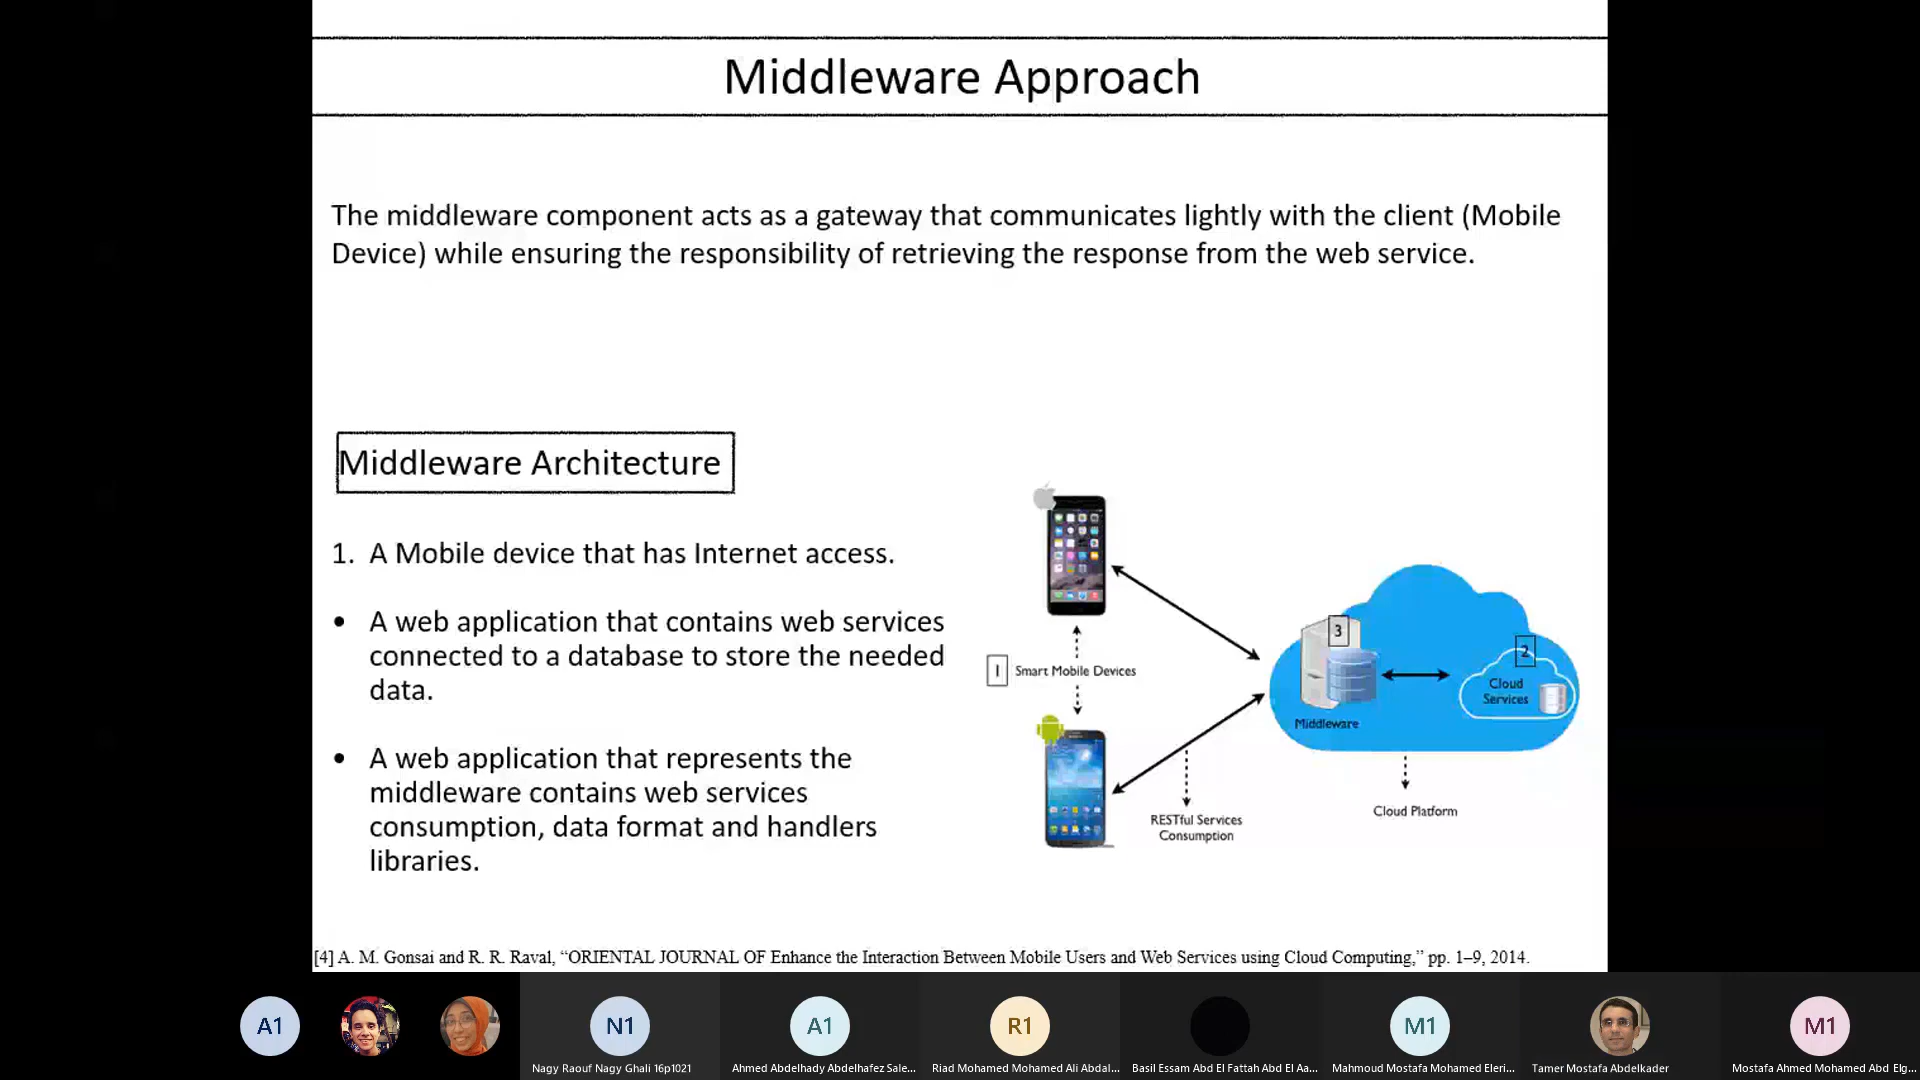 Middleware Approach
The middleware component acts as a gateway that communicates lightly with the client (Mobile
Device) while ensuring the responsibility of retrieving the response from the web service.
Middleware Architecture
1. A Mobile device that has Internet access.
• A web application that contains web services
connected to a database to store the needed
data.
• A web application that represents the
middleware contains web services
consumption, data format and handlers
libraries.
1 Smart Mobile Devices
3
Middleware
2
Cloud
Services
RESTful Services
Consumption
Cloud Platform
[4] A. M. Gonsai and R. R. Raval, “ORIENTAL JOURNAL OF Enhance the Interaction Between Mobile Users and Web Services using Cloud Computing,” pp. 1–9, 2014.
A1
N1
A1
R1
M1
M1
Nagy Raouf Nagy Ghali 16p1021
Ahmed Abdelhady Abdelhafez Sale...
Riad Mohamed Mohamed Ali Abdal...
Basil Essam Abd El Fattah Abd El Aa...
Mahmoud Mostafa Mohamed Eleri...
Tamer Mostafa Abdelkader
Mostafa Ahmed Mohamed Abd Elg...